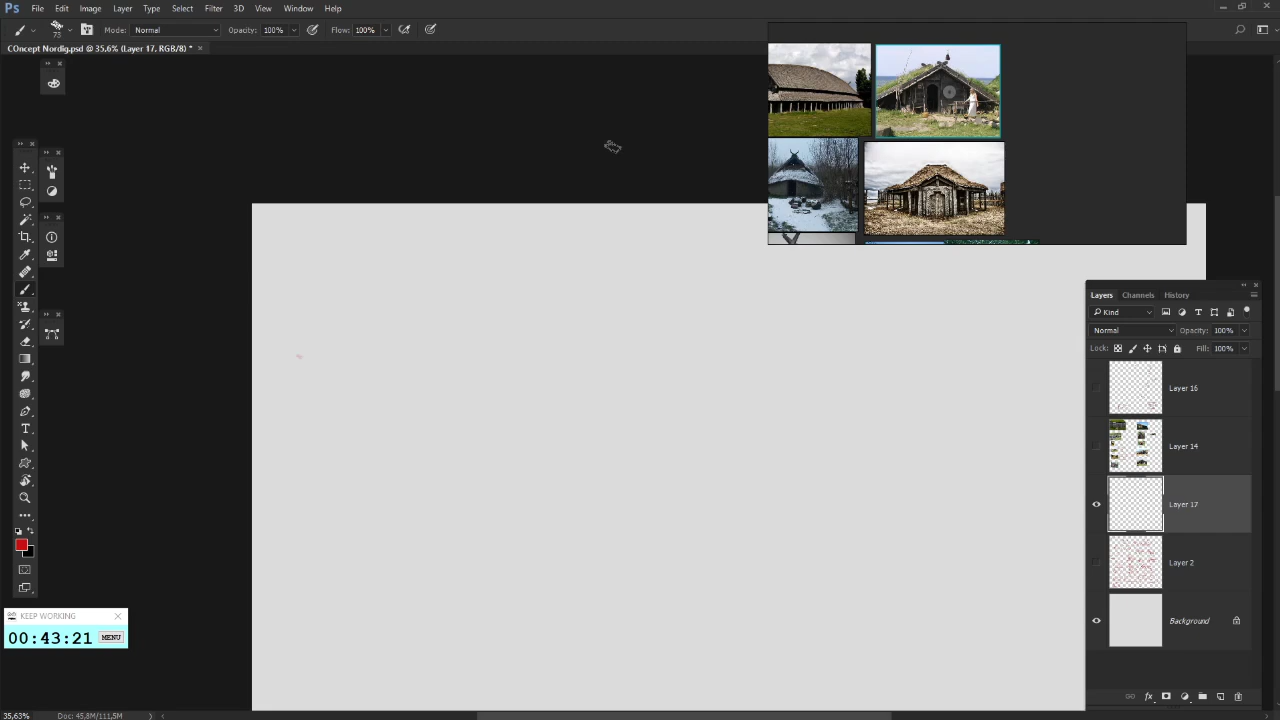 Ps File Edit Image Layer Type Select Filter 3D View Window Help
73 Mode: Normal Opacity: 100% Flow: 100%
COncept Nordig.psd @ 35,6% (Layer 17, RGB/8) * ×
Layers Channels History
Kind
Normal Opacity: 100%
Lock: Fill: 100%
Layer 16
Layer 14
Layer 17
Layer 2
Background
KEEP WORKING
00:43:21 MENU
35,63% Doc: 45,8M/111,5M